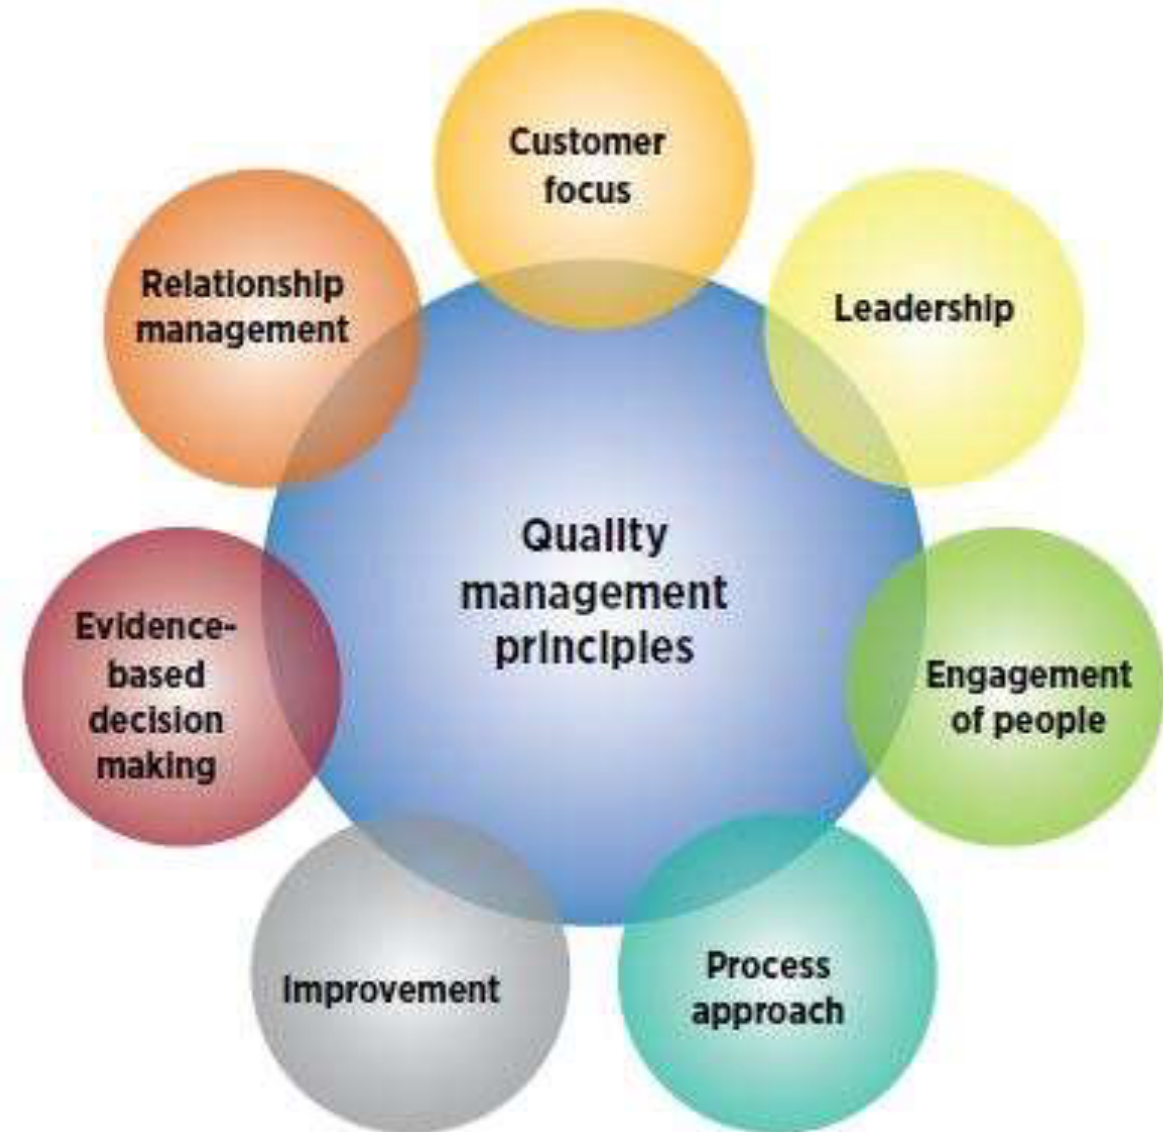 Customer
focus
Leadership
Engagement
of people
Process
approach
Improvement
Evidence-
based
decision
making
Relationship
management
Quality
management
principles